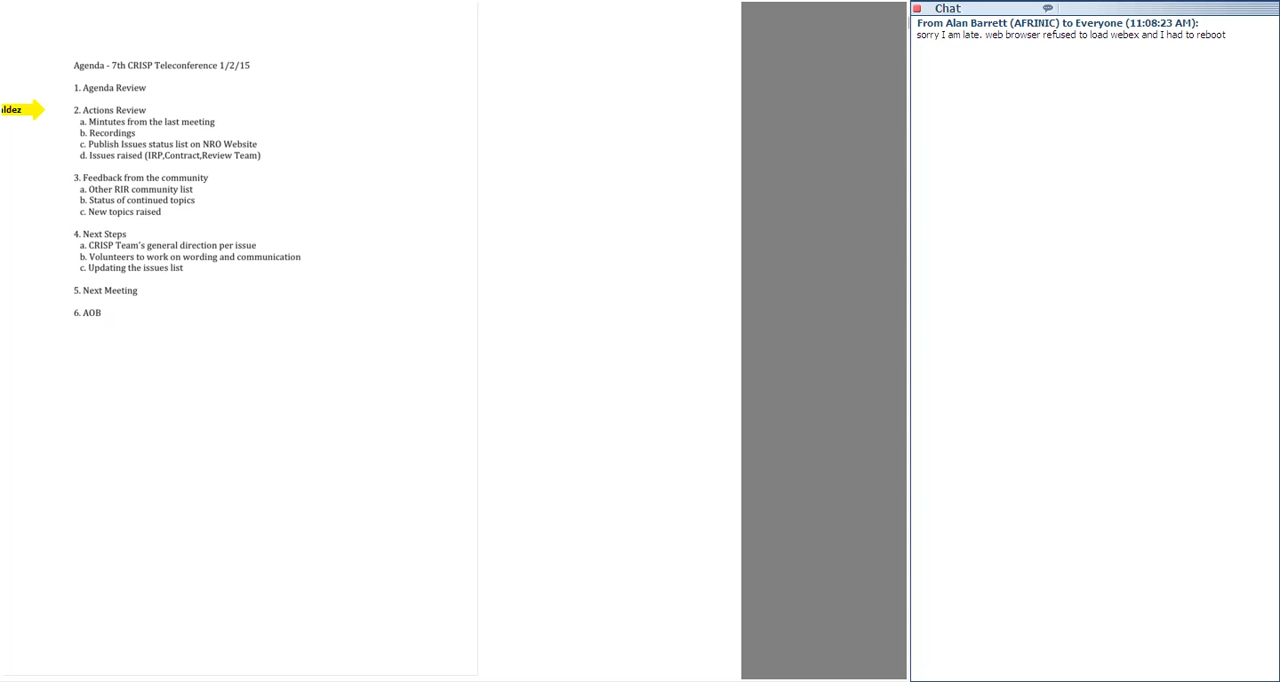 Agenda - 7th CRISP Teleconference 1/2/15
1. Agenda Review
ldez
2. Actions Review
a. Mintutes from the last meeting
b. Recordings
c. Publish Issues status list on NRO Website
d. Issues raised (IRP,Contract,Review Team)
3. Feedback from the community
a. Other RIR community list
b. Status of continued topics
c. New topics raised
4. Next Steps
a. CRISP Team's general direction per issue
b. Volunteers to work on wording and communication
c. Updating the issues list
5. Next Meeting
6. AOB
Chat
From Alan Barrett (AFRINIC) to Everyone (11:08:23 AM):
sorry I am late. web browser refused to load webex and I had to reboot